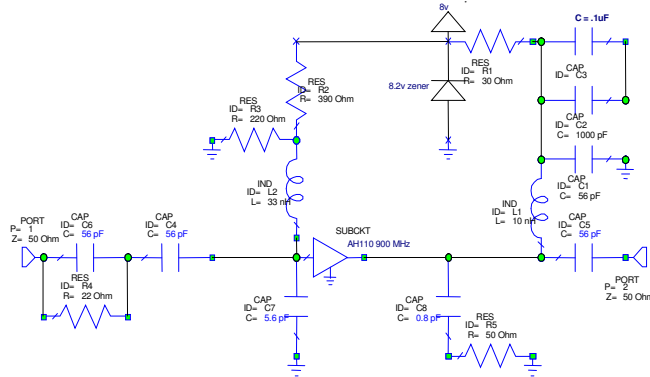 8v
C = .1uF
8.2v zener
RES
ID= R1
R= 30 Ohm
CAP
ID= C3
RES
ID= R2
R= 390 Ohm
RES
ID= R3
R= 220 Ohm
CAP
ID= C2
C= 1000 pF
IND
ID= L2
L= 33 nH
CAP
ID= C1
C= 56 pF
IND
ID= L1
L= 10 nH
PORT
P= 1
Z= 50 Ohm
CAP
ID= C6
C= 56 pF
CAP
ID= C4
C= 56 pF
SUBCKT
AH110 900 MHz
CAP
ID= C5
C= 56 pF
RES
ID= R4
R= 22 Ohm
CAP
ID= C7
C= 5.6 pF
CAP
ID= C8
C= 0.8 pF
RES
ID= R5
R= 50 Ohm
PORT
P= 2
Z= 50 Ohm